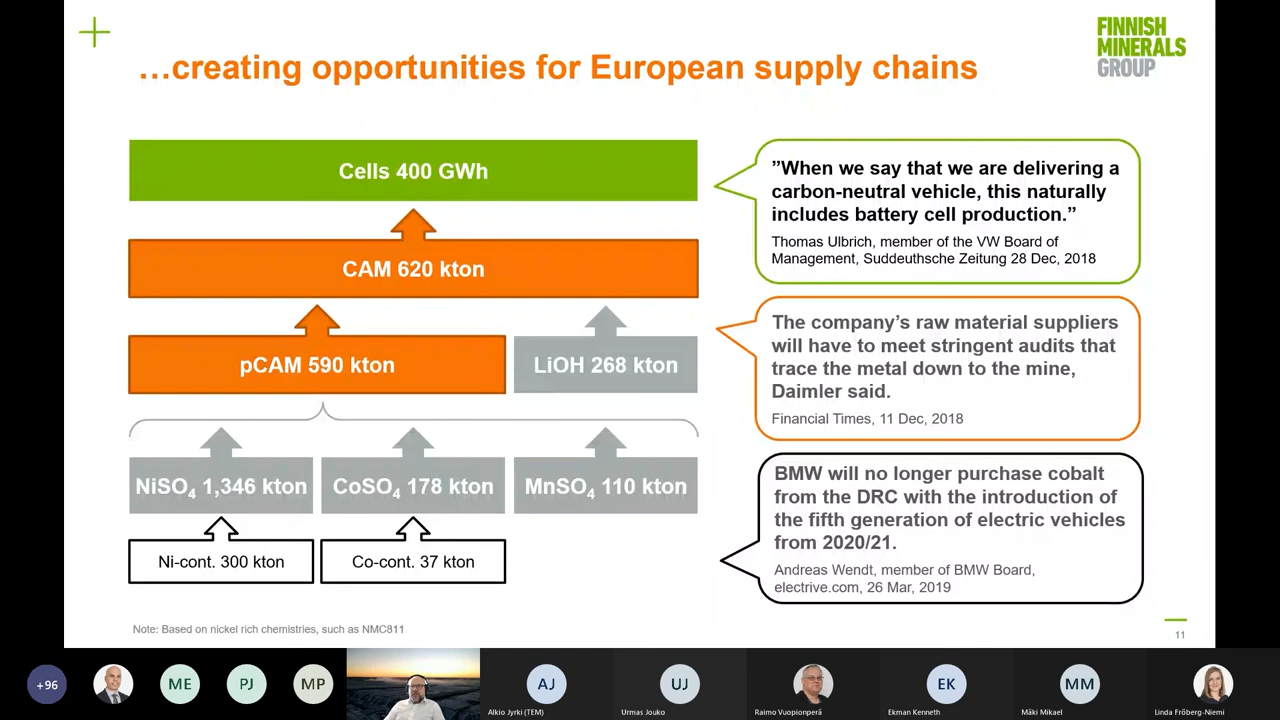 FINNISH
MINERALS
GROUP
…creating opportunities for European supply chains
Cells 400 GWh
CAM 620 kton
pCAM 590 kton
LiOH 268 kton
NiSO4 1,346 kton
CoSO4 178 kton
MnSO4 110 kton
Ni-cont. 300 kton
Co-cont. 37 kton
”When we say that we are delivering a
carbon-neutral vehicle, this naturally
includes battery cell production.”
Thomas Ulbrich, member of the VW Board of
Management, Suddeuthsche Zeitung 28 Dec, 2018
The company’s raw material suppliers
will have to meet stringent audits that
trace the metal down to the mine,
Daimler said.
Financial Times, 11 Dec, 2018
BMW will no longer purchase cobalt
from the DRC with the introduction of
the fifth generation of electric vehicles
from 2020/21.
Andreas Wendt, member of BMW Board,
electrive.com, 26 Mar, 2019
Note: Based on nickel rich chemistries, such as NMC811
11
+96
ME
PJ
MP
AJ
Alkio Jyrki (TEM)
UJ
Urmas Jouko
Raimo Vuopionperä
EK
Ekman Kenneth
MM
Mäki Mikael
Linda Fröberg-Niemi